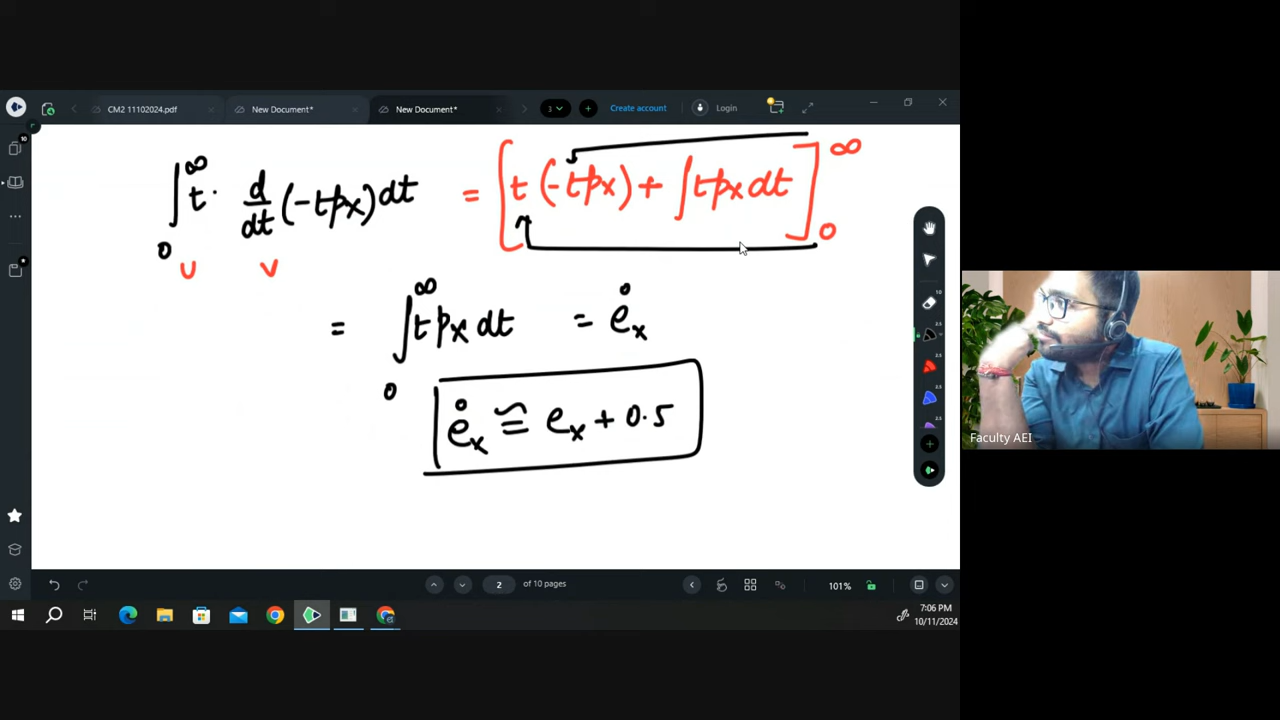 CM2 11102024.pdf New Document* New Document* 3 Create account Login
∫₀^∞ t · d/dt (-tpx) dt = [t (-tpx) + ∫tpx dt]₀^∞
U V
= ∫₀^∞ tpx dt = e̊x
e̊x ≌ ex + 0.5
Faculty AEI
2 of 10 pages 101%
7:06 PM
10/11/2024